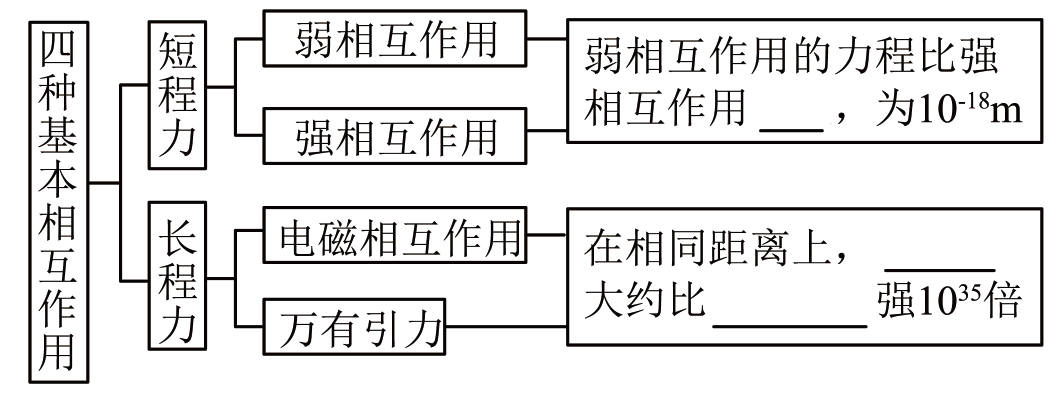 四种基本相互作用
短程力
弱相互作用
强相互作用
弱相互作用的力程比强
相互作用 ___ ，为10⁻¹⁸m
长程力
电磁相互作用
万有引力
在相同距离上，_____
大约比_______ 强10³⁵倍